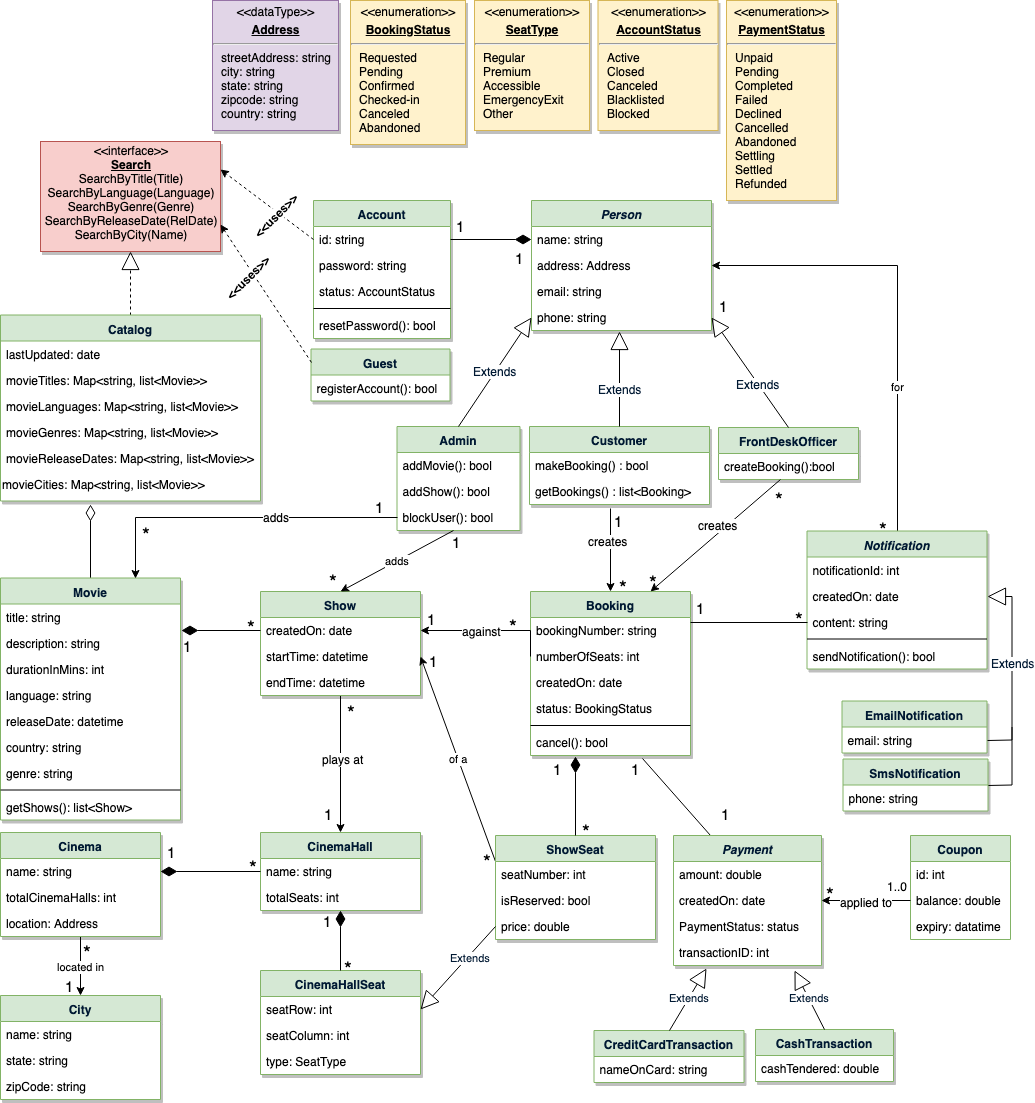 <<dataType>>
Address
streetAddress: string
city: string
state: string
zipcode: string
country: string
<<enumeration>>
BookingStatus
Requested
Pending
Confirmed
Checked-in
Canceled
Abandoned
<<enumeration>>
SeatType
Regular
Premium
Accessible
EmergencyExit
Other
<<enumeration>>
AccountStatus
Active
Closed
Canceled
Blacklisted
Blocked
<<enumeration>>
PaymentStatus
Unpaid
Pending
Completed
Failed
Declined
Cancelled
Abandoned
Settling
Settled
Refunded
<<interface>>
Search
SearchByTitle(Title)
SearchByLanguage(Language)
SearchByGenre(Genre)
SearchByReleaseDate(RelDate)
SearchByCity(Name)
<<uses>>
<<uses>>
Account
id: string
password: string
status: AccountStatus
resetPassword(): bool
1
1
Person
name: string
address: Address
email: string
phone: string
1
Guest
registerAccount(): bool
Catalog
lastUpdated: date
movieTitles: Map<string, list<Movie>>
movieLanguages: Map<string, list<Movie>>
movieGenres: Map<string, list<Movie>>
movieReleaseDates: Map<string, list<Movie>>
movieCities: Map<string, list<Movie>>
Extends
Extends
Extends
for
Admin
addMovie(): bool
addShow(): bool
blockUser(): bool
Customer
makeBooking() : bool
getBookings() : list<Booking>
FrontDeskOfficer
createBooking():bool
1
adds
*
1
adds
*
1
creates
*
*
creates
*
*
Notification
notificationId: int
createdOn: date
content: string
sendNotification(): bool
Extends
Movie
title: string
description: string
durationInMins: int
language: string
releaseDate: datetime
country: string
genre: string
getShows(): list<Show>
1
*
Show
createdOn: date
startTime: datetime
endTime: datetime
1
against
*
1
Booking
bookingNumber: string
numberOfSeats: int
createdOn: date
status: BookingStatus
cancel(): bool
1
*
EmailNotification
email: string
SmsNotification
phone: string
*
plays at
1
of a
*
1
*
1
1
Cinema
name: string
totalCinemaHalls: int
location: Address
1
*
CinemaHall
name: string
totalSeats: int
ShowSeat
seatNumber: int
isReserved: bool
price: double
Payment
amount: double
createdOn: date
PaymentStatus: status
transactionID: int
*
applied to
1..0
Coupon
id: int
balance: double
expiry: datatime
*
located in
1
1
*
Extends
City
name: string
state: string
zipCode: string
CinemaHallSeat
seatRow: int
seatColumn: int
type: SeatType
Extends
Extends
CreditCardTransaction
nameOnCard: string
CashTransaction
cashTendered: double